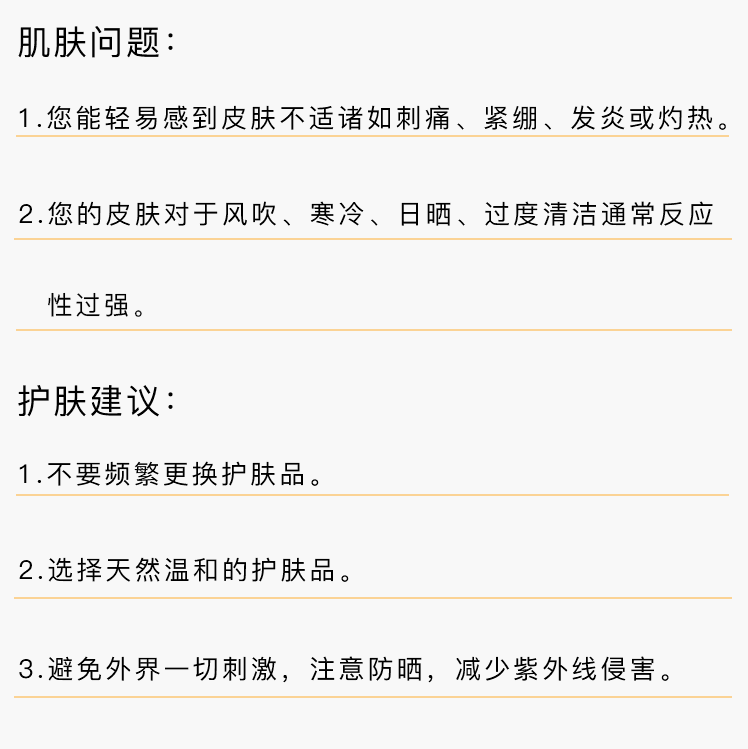 肌肤问题：
1.您能轻易感到皮肤不适诸如刺痛、紧绷、发炎或灼热。
2.您的皮肤对于风吹、寒冷、日晒、过度清洁通常反应
性过强。
护肤建议：
1.不要频繁更换护肤品。
2.选择天然温和的护肤品。
3.避免外界一切刺激，注意防晒，减少紫外线侵害。